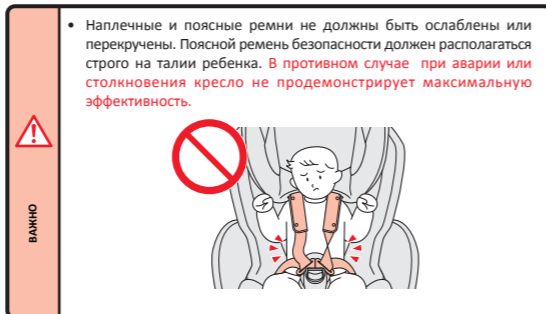 • Наплечные и поясные ремни не должны быть ослаблены или
перекручены. Поясной ремень безопасности должен располагаться
строго на талии ребенка. В противном случае при аварии или
столкновения кресло не продемонстрирует максимальную
эффективность.
ВАЖНО